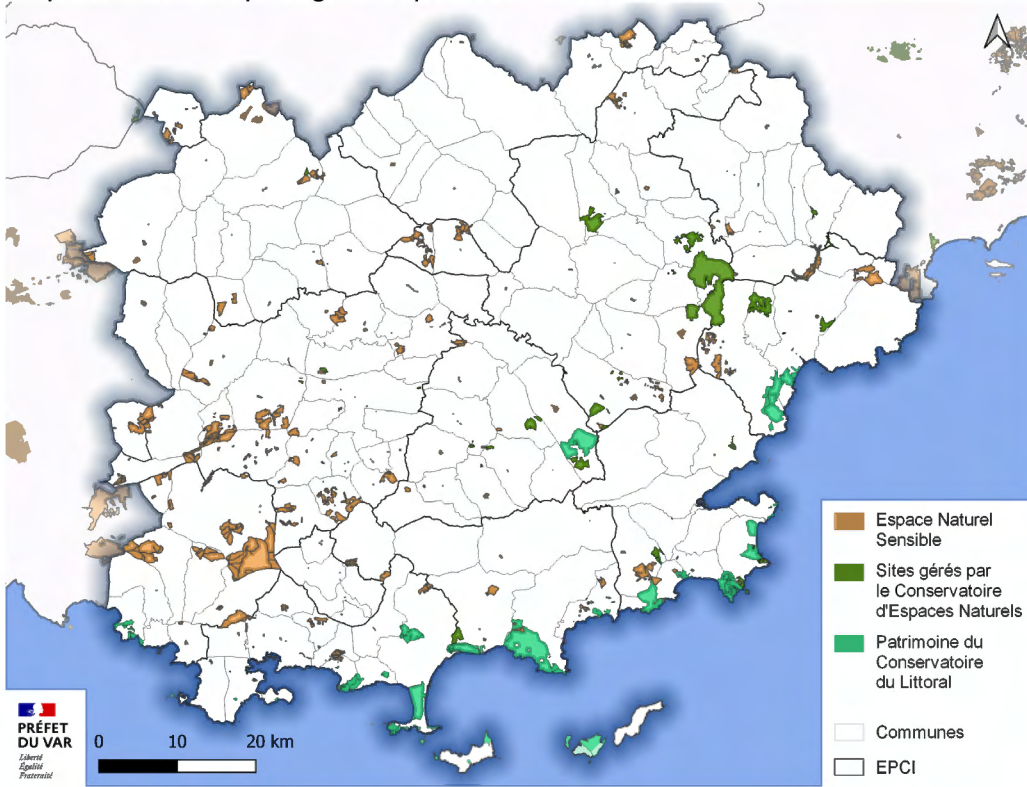 Espace Naturel
Sensible
Sites gérés par
le Conservatoire
d'Espaces Naturels
Patrimoine du
Conservatoire
du Littoral
Communes
EPCI
PRÉFET
DU VAR
Liberté
Égalité
Fraternité
0 10 20 km